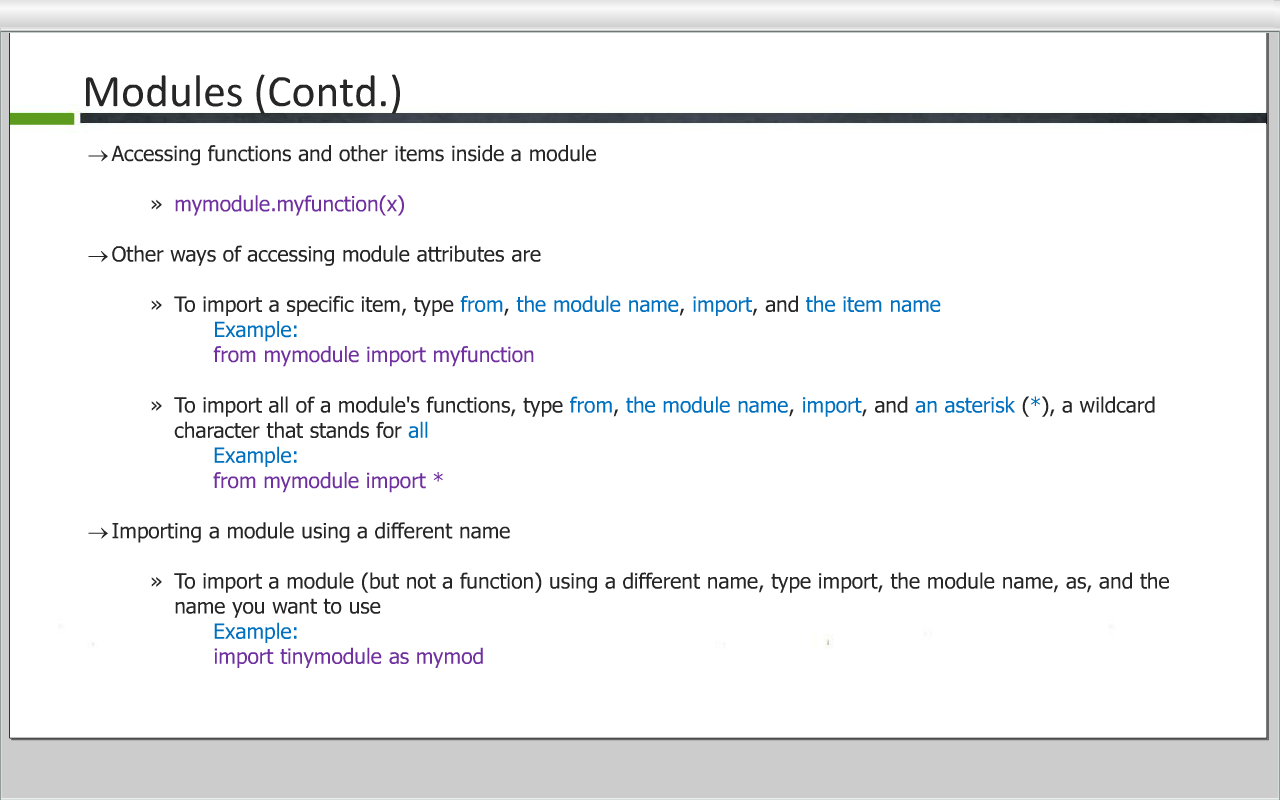 Modules (Contd.)
→Accessing functions and other items inside a module
» mymodule.myfunction(x)
→Other ways of accessing module attributes are
» To import a specific item, type from, the module name, import, and the item name
Example:
from mymodule import myfunction
» To import all of a module's functions, type from, the module name, import, and an asterisk (*), a wildcard
character that stands for all
Example:
from mymodule import *
→Importing a module using a different name
» To import a module (but not a function) using a different name, type import, the module name, as, and the
name you want to use
Example:
import tinymodule as mymod